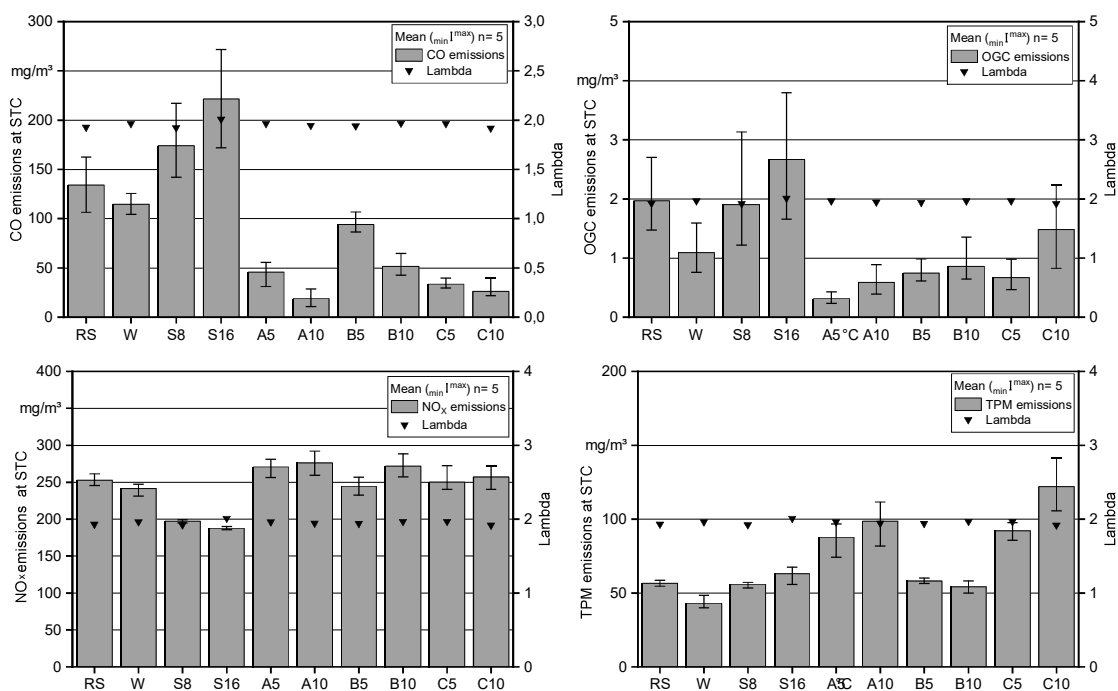 300
250
mg/m³
200
150
100
50
0
CO emissions at STC
Mean (min I max) n= 5
CO emissions
Lambda
3,0
2,5
2,0
1,5
1,0
0,5
0,0
Lambda
RS W S8 S16 A5 A10 B5 B10 C5 C10
5
mg/m³
3
2
1
0
OGC emissions at STC
Mean (min I max) n= 5
OGC emissions
Lambda
5
4
3
2
1
0
Lambda
RS W S8 S16 A5°C A10 B5 B10 C5 C10
400
mg/m³
300
250
200
150
100
50
0
NOx emissions at STC
Mean (min I max) n= 5
NOX emissions
Lambda
4
3
2
1
0
Lambda
RS W S8 S16 A5 A10 B5 B10 C5 C10
200
mg/m³
100
50
0
TPM emissions at STC
Mean (min I max) n= 5
TPM emissions
Lambda
4
3
2
1
0
Lambda
RS W S8 S16 A10 B5 B10 C5 C10